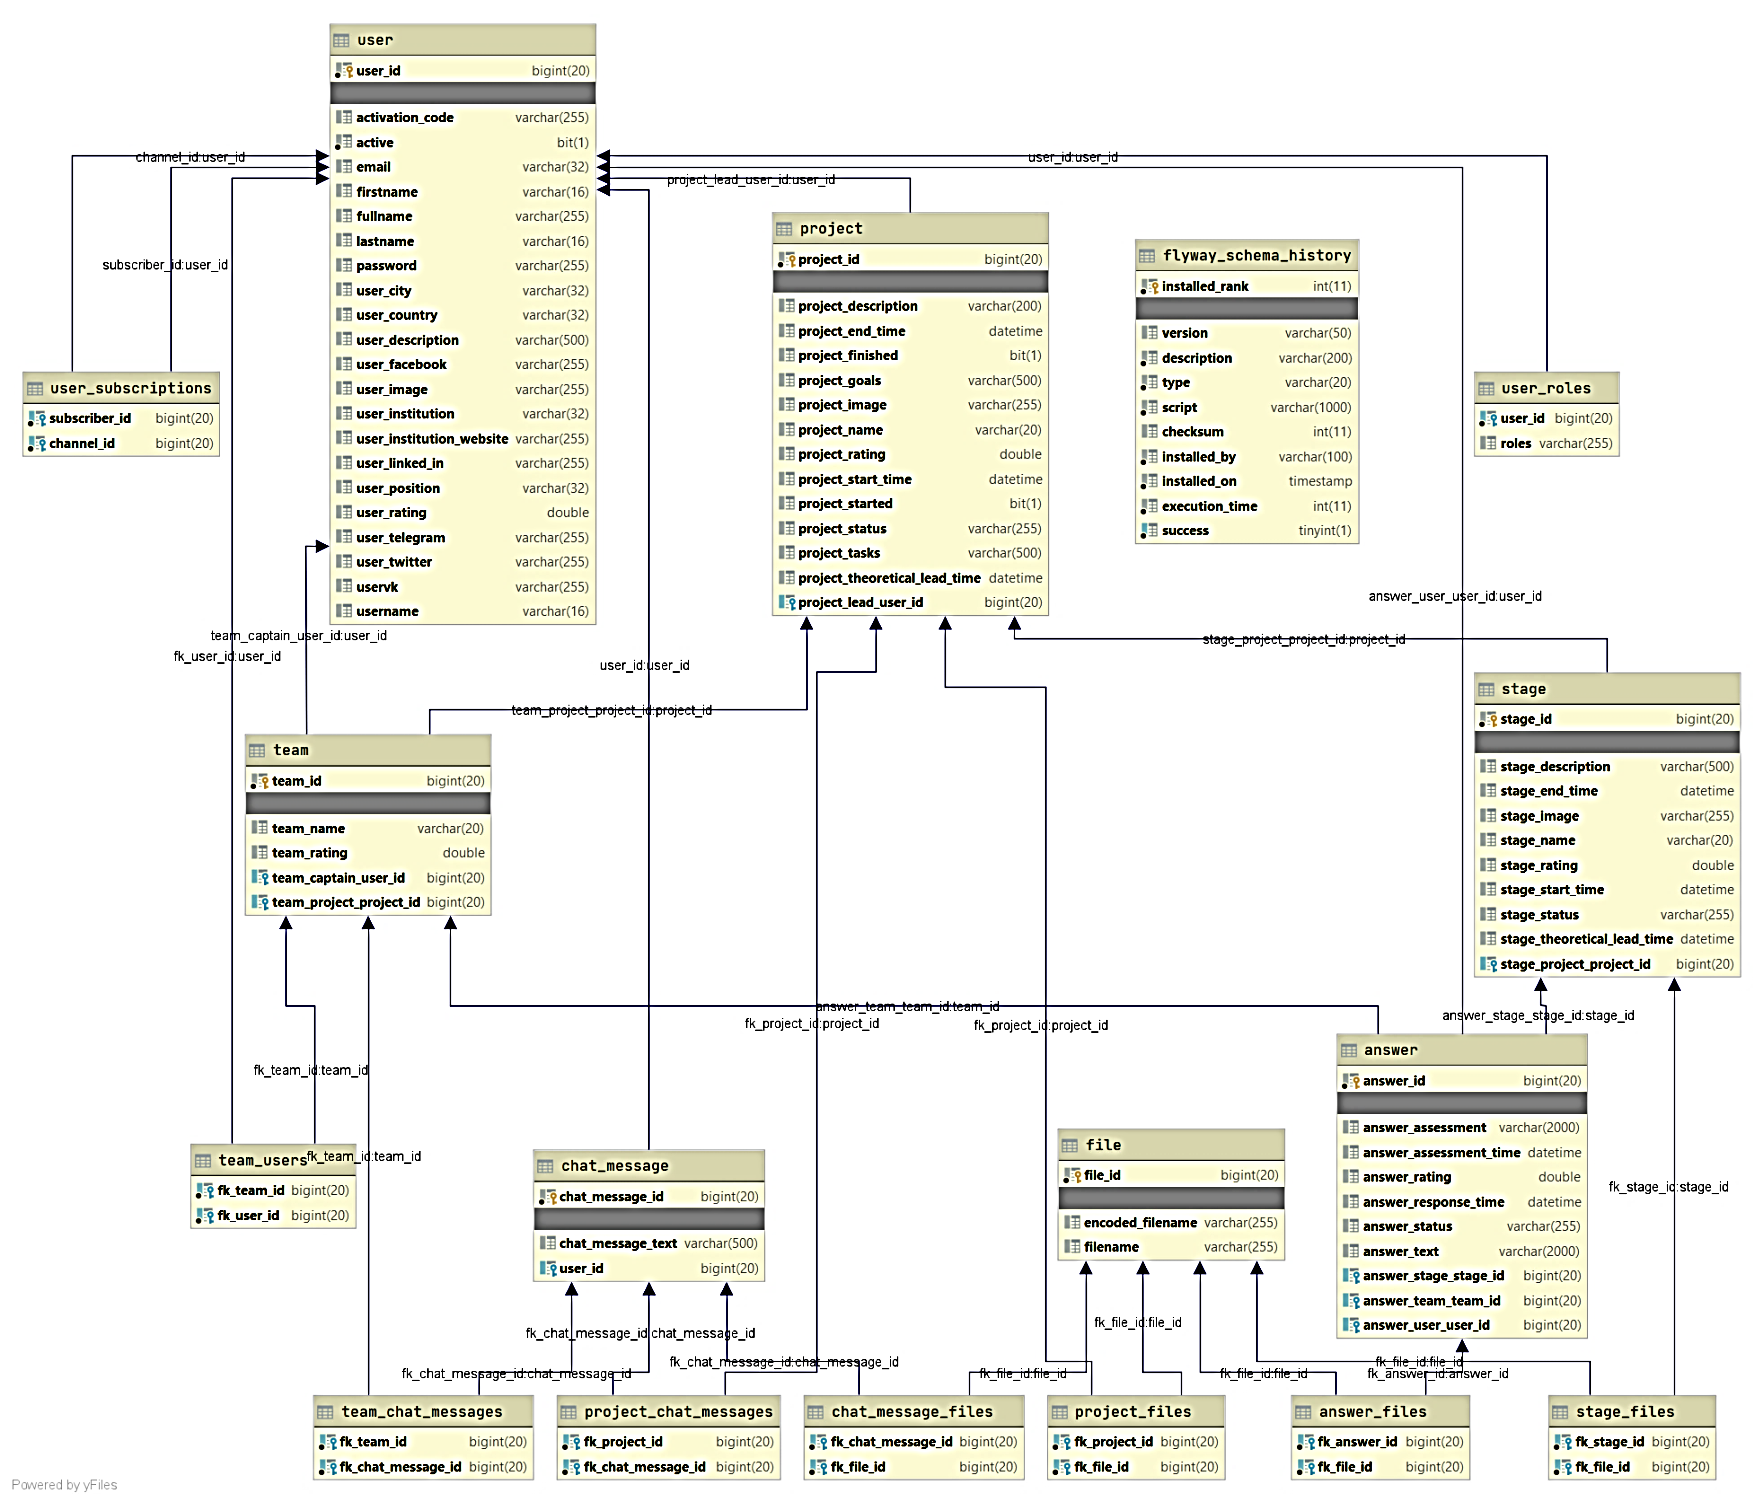 user
user_id bigint(20)
activation_code varchar(255)
active bit(1)
email varchar(32)
firstname varchar(16)
fullname varchar(255)
lastname varchar(16)
password varchar(255)
user_city varchar(32)
user_country varchar(32)
user_description varchar(500)
user_facebook varchar(255)
user_image varchar(255)
user_institution varchar(32)
user_institution_website varchar(255)
user_linked_in varchar(255)
user_position varchar(32)
user_rating double
user_telegram varchar(255)
user_twitter varchar(255)
uservk varchar(255)
username varchar(16)
channel_id:user_id
subscriber_id:user_id
user_id:user_id
project_lead_user_id:user_id
project
project_id bigint(20)
project_description varchar(200)
project_end_time datetime
project_finished bit(1)
project_goals varchar(500)
project_image varchar(255)
project_name varchar(20)
project_rating double
project_start_time datetime
project_started bit(1)
project_status varchar(255)
project_tasks varchar(500)
project_theoretical_lead_time datetime
project_lead_user_id bigint(20)
flyway_schema_history
installed_rank int(11)
version varchar(50)
description varchar(200)
type varchar(20)
script varchar(1000)
checksum int(11)
installed_by varchar(100)
installed_on timestamp
execution_time int(11)
success tinyint(1)
user_subscriptions
subscriber_id bigint(20)
channel_id bigint(20)
user_roles
user_id bigint(20)
roles varchar(255)
answer_user_user_id:user_id
team_captain_user_id:user_id
fk_user_id:user_id
user_id:user_id
stage_project_project_id:project_id
team_project_project_id:project_id
stage
stage_id bigint(20)
stage_description varchar(500)
stage_end_time datetime
stage_image varchar(255)
stage_name varchar(20)
stage_rating double
stage_start_time datetime
stage_status varchar(255)
stage_theoretical_lead_time datetime
stage_project_project_id bigint(20)
team
team_id bigint(20)
team_name varchar(20)
team_rating double
team_captain_user_id bigint(20)
team_project_project_id bigint(20)
answer_team_team_id:team_id
fk_project_id:project_id
fk_project_id:project_id
answer_stage_stage_id:stage_id
fk_team_id:team_id
answer
answer_id bigint(20)
answer_assessment varchar(2000)
answer_assessment_time datetime
answer_rating double
answer_response_time datetime
answer_status varchar(255)
answer_text varchar(2000)
answer_stage_stage_id bigint(20)
answer_team_team_id bigint(20)
answer_user_user_id bigint(20)
fk_stage_id:stage_id
team_users
fk_team_id:team_id
fk_team_id bigint(20)
fk_user_id bigint(20)
chat_message
chat_message_id bigint(20)
chat_message_text varchar(500)
user_id bigint(20)
file
file_id bigint(20)
encoded_filename varchar(255)
filename varchar(255)
fk_file_id:file_id
fk_chat_message_id:chat_message_id
fk_chat_message_id:chat_message_id
fk_chat_message_id:chat_message_id
fk_file_id:file_id
fk_file_id:file_id
fk_file_id:file_id
fk_answer_id:answer_id
team_chat_messages
fk_team_id bigint(20)
fk_chat_message_id bigint(20)
project_chat_messages
fk_project_id bigint(20)
fk_chat_message_id bigint(20)
chat_message_files
fk_chat_message_id bigint(20)
fk_file_id bigint(20)
project_files
fk_project_id bigint(20)
fk_file_id bigint(20)
answer_files
fk_answer_id bigint(20)
fk_file_id bigint(20)
stage_files
fk_stage_id bigint(20)
fk_file_id bigint(20)
Powered by yFiles